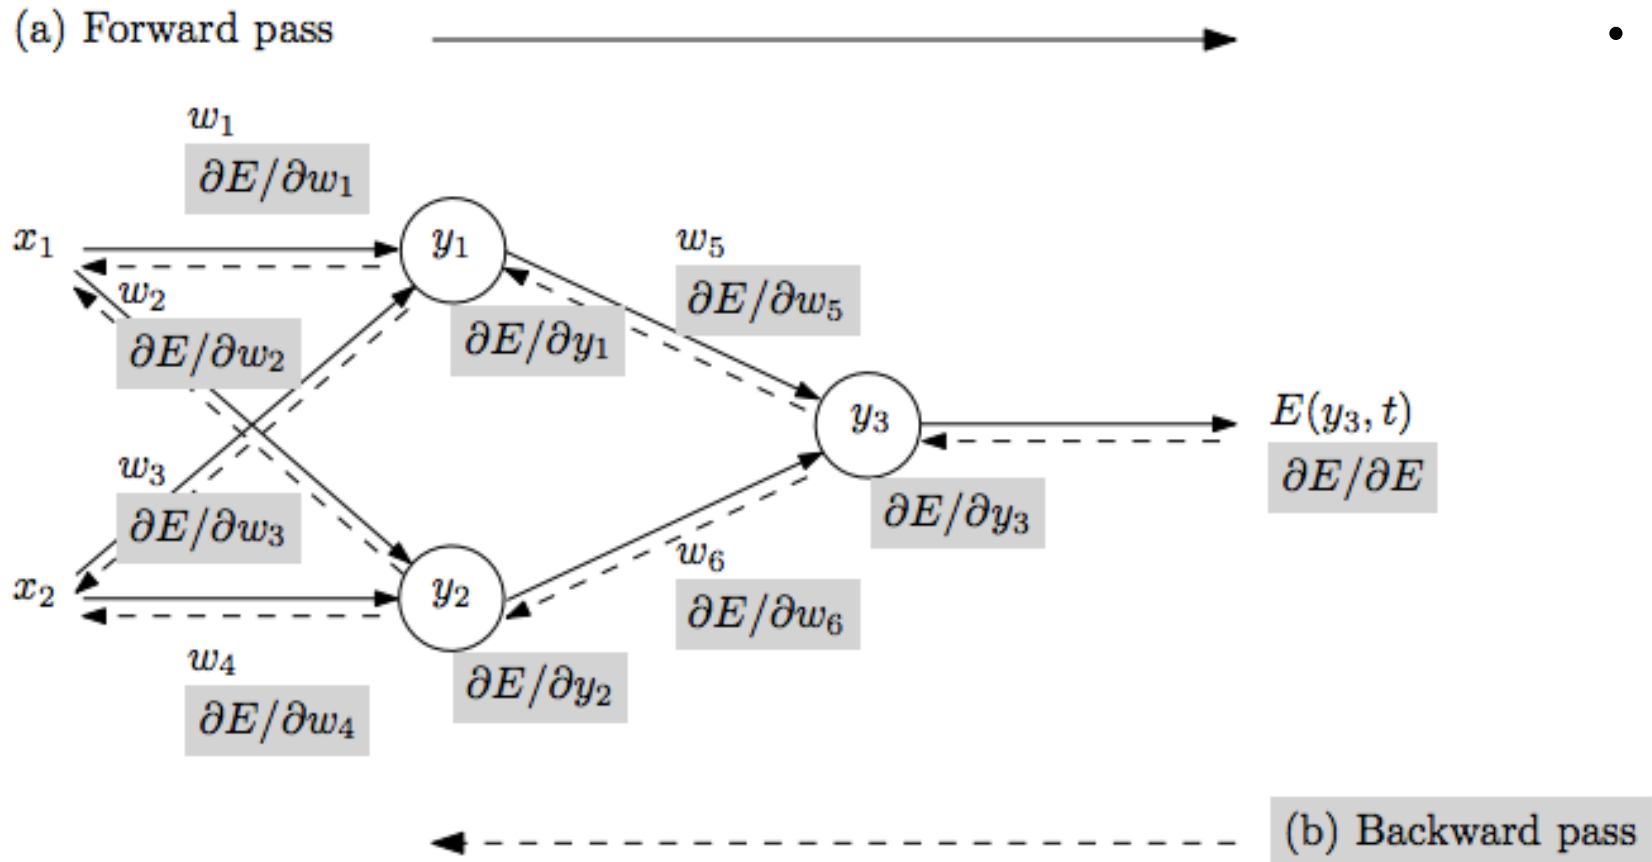 (a) Forward pass
•
w₁
∂E/∂w₁
x₁
y₁
w₅
∂E/∂w₅
w₂
∂E/∂w₂
∂E/∂y₁
y₃
E(y₃, t)
∂E/∂E
w₃
∂E/∂w₃
∂E/∂y₃
x₂
y₂
w₆
∂E/∂w₆
w₄
∂E/∂w₄
∂E/∂y₂
(b) Backward pass